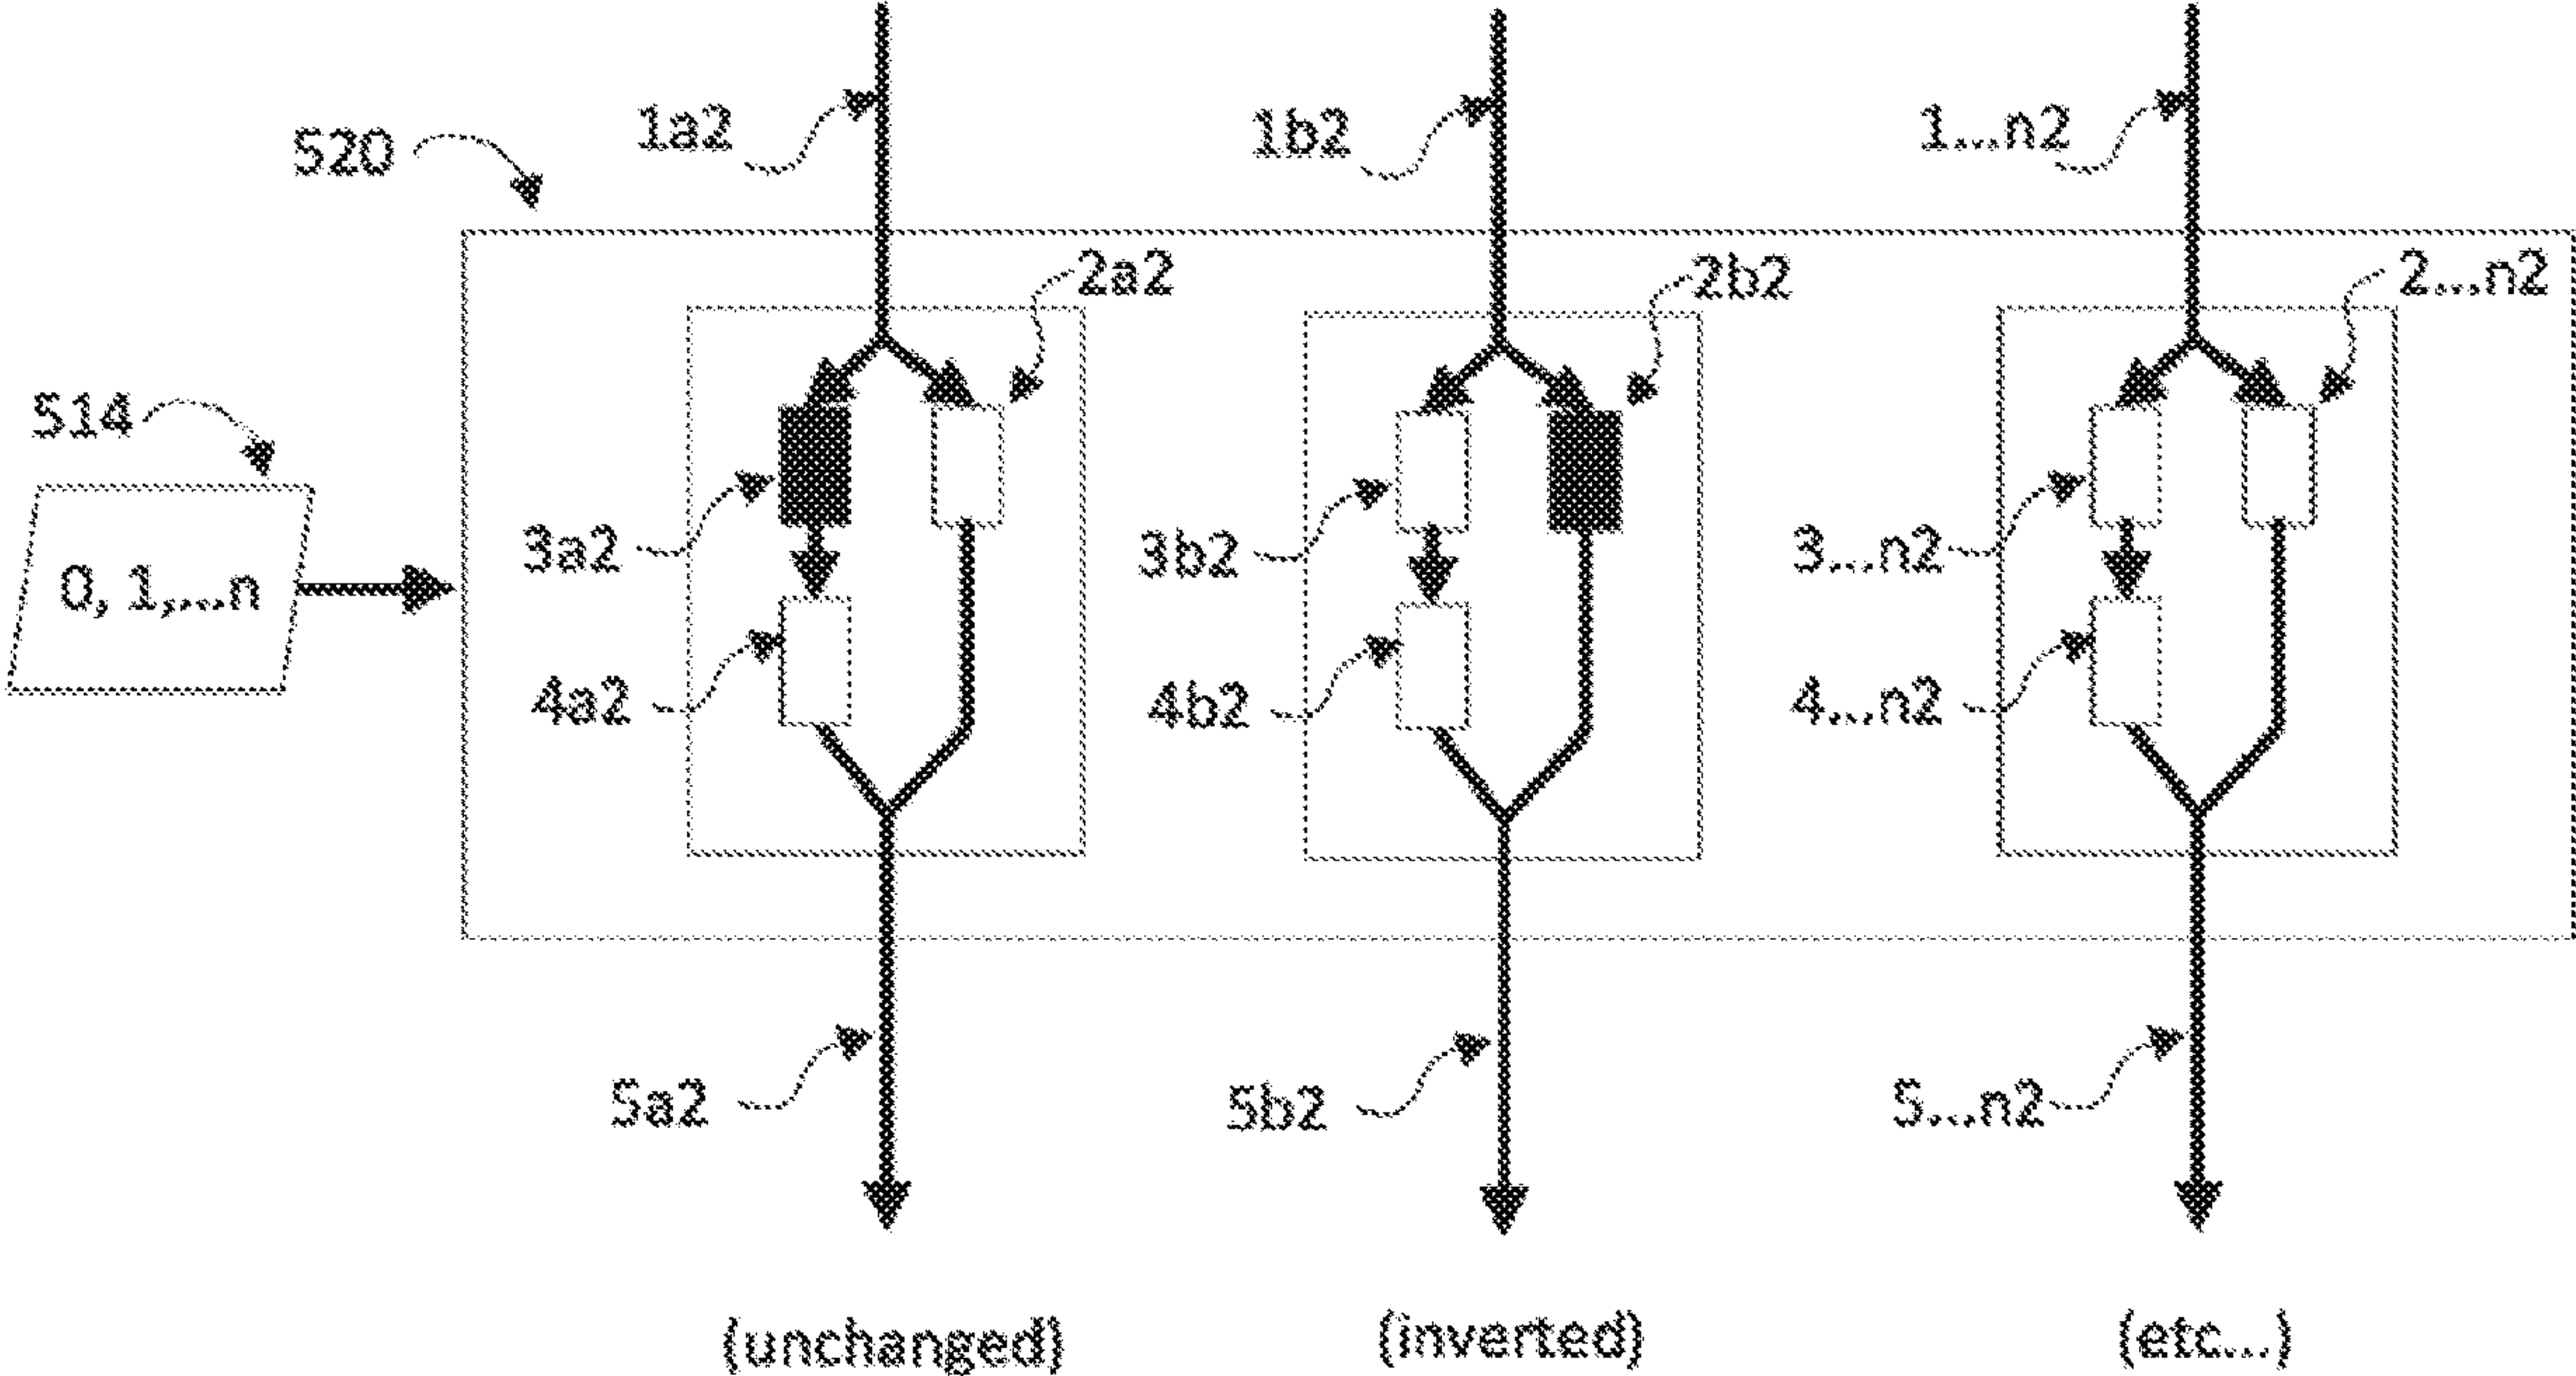 1a2
1b2
1...n2
520
2a2
2b2
2...n2
514
3a2
3b2
3...n2
0, 1,...n
4a2
4b2
4...n2
5a2
5b2
5...n2
(unchanged)
(inverted)
(etc...)